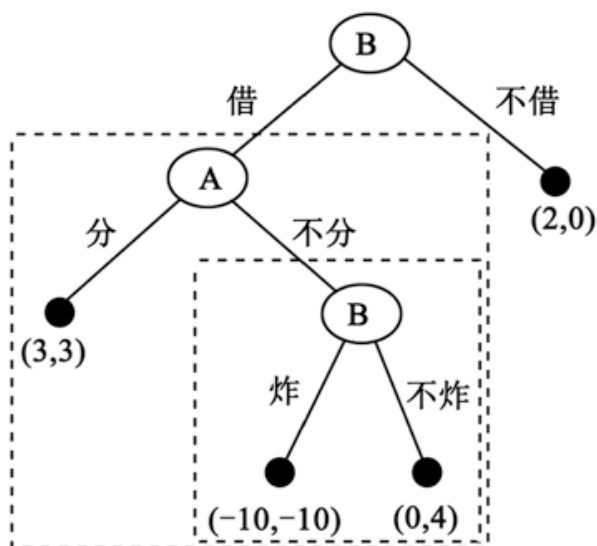 B
借
不借
A
(2,0)
分
不分
B
(3,3)
炸
不炸
(−10,−10)
(0,4)